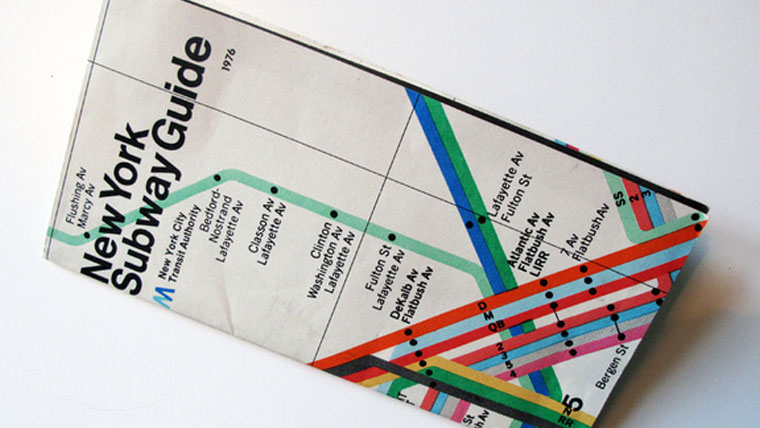 New York
Subway Guide
1976
New York City
Transit Authority
Flushing Av
Marcy Av
Bedford-
Nostrand
Lafayette Av
Classon Av
Lafayette Av
Clinton
Washington Av
Lafayette Av
Fulton St
Lafayette Av
DeKalb Av
Flatbush Av
Lafayette Av
Fulton St
Atlantic Av
Flatbush Av
LIRR
7 Av
Flatbush Av
SS
2
3
D
M
QB
2
3
5
4
Bergen St
5
RR